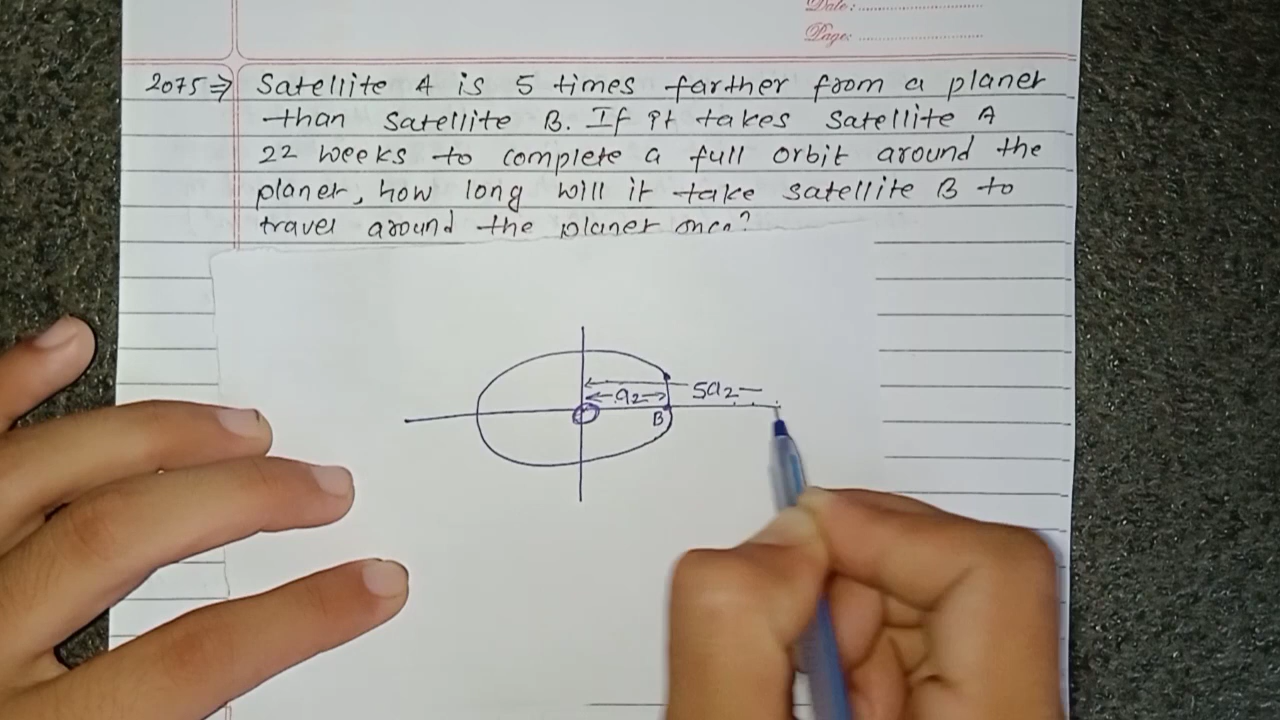 Date: ..............................
Page: ..............................
2075⇒ Satellite A is 5 times farther from a planet
than Satellite B. If it takes Satellite A
22 weeks to complete a full orbit around the
planet, how long will it take satellite B to
travel around the planet once?
a2 5a2
B